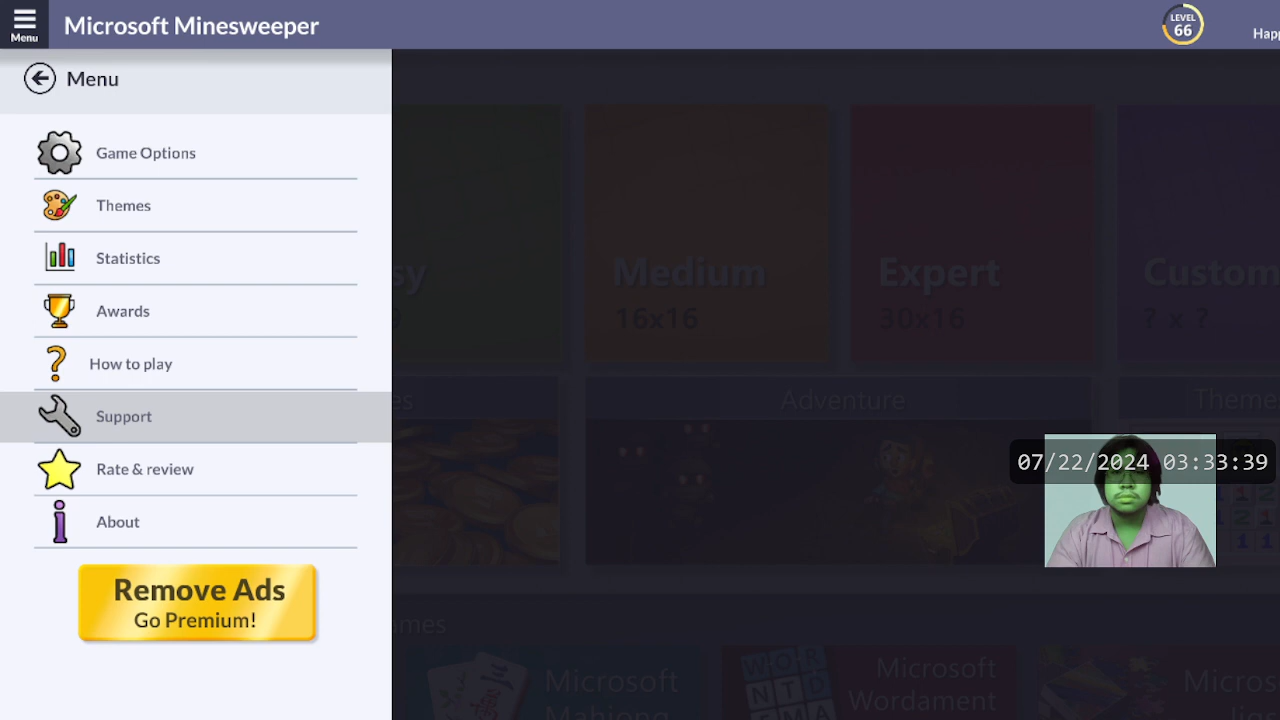 Menu
Microsoft Minesweeper
LEVEL
66
Menu
Game Options
Themes
Statistics
Awards
How to play
Support
Rate & review
About
Remove Ads
Go Premium!
Medium
16x16
Expert
30x16
Custom
? x ?
Adventure
07/22/2024 03:33:39
Microsoft
Mahjong
Microsoft
Wordament